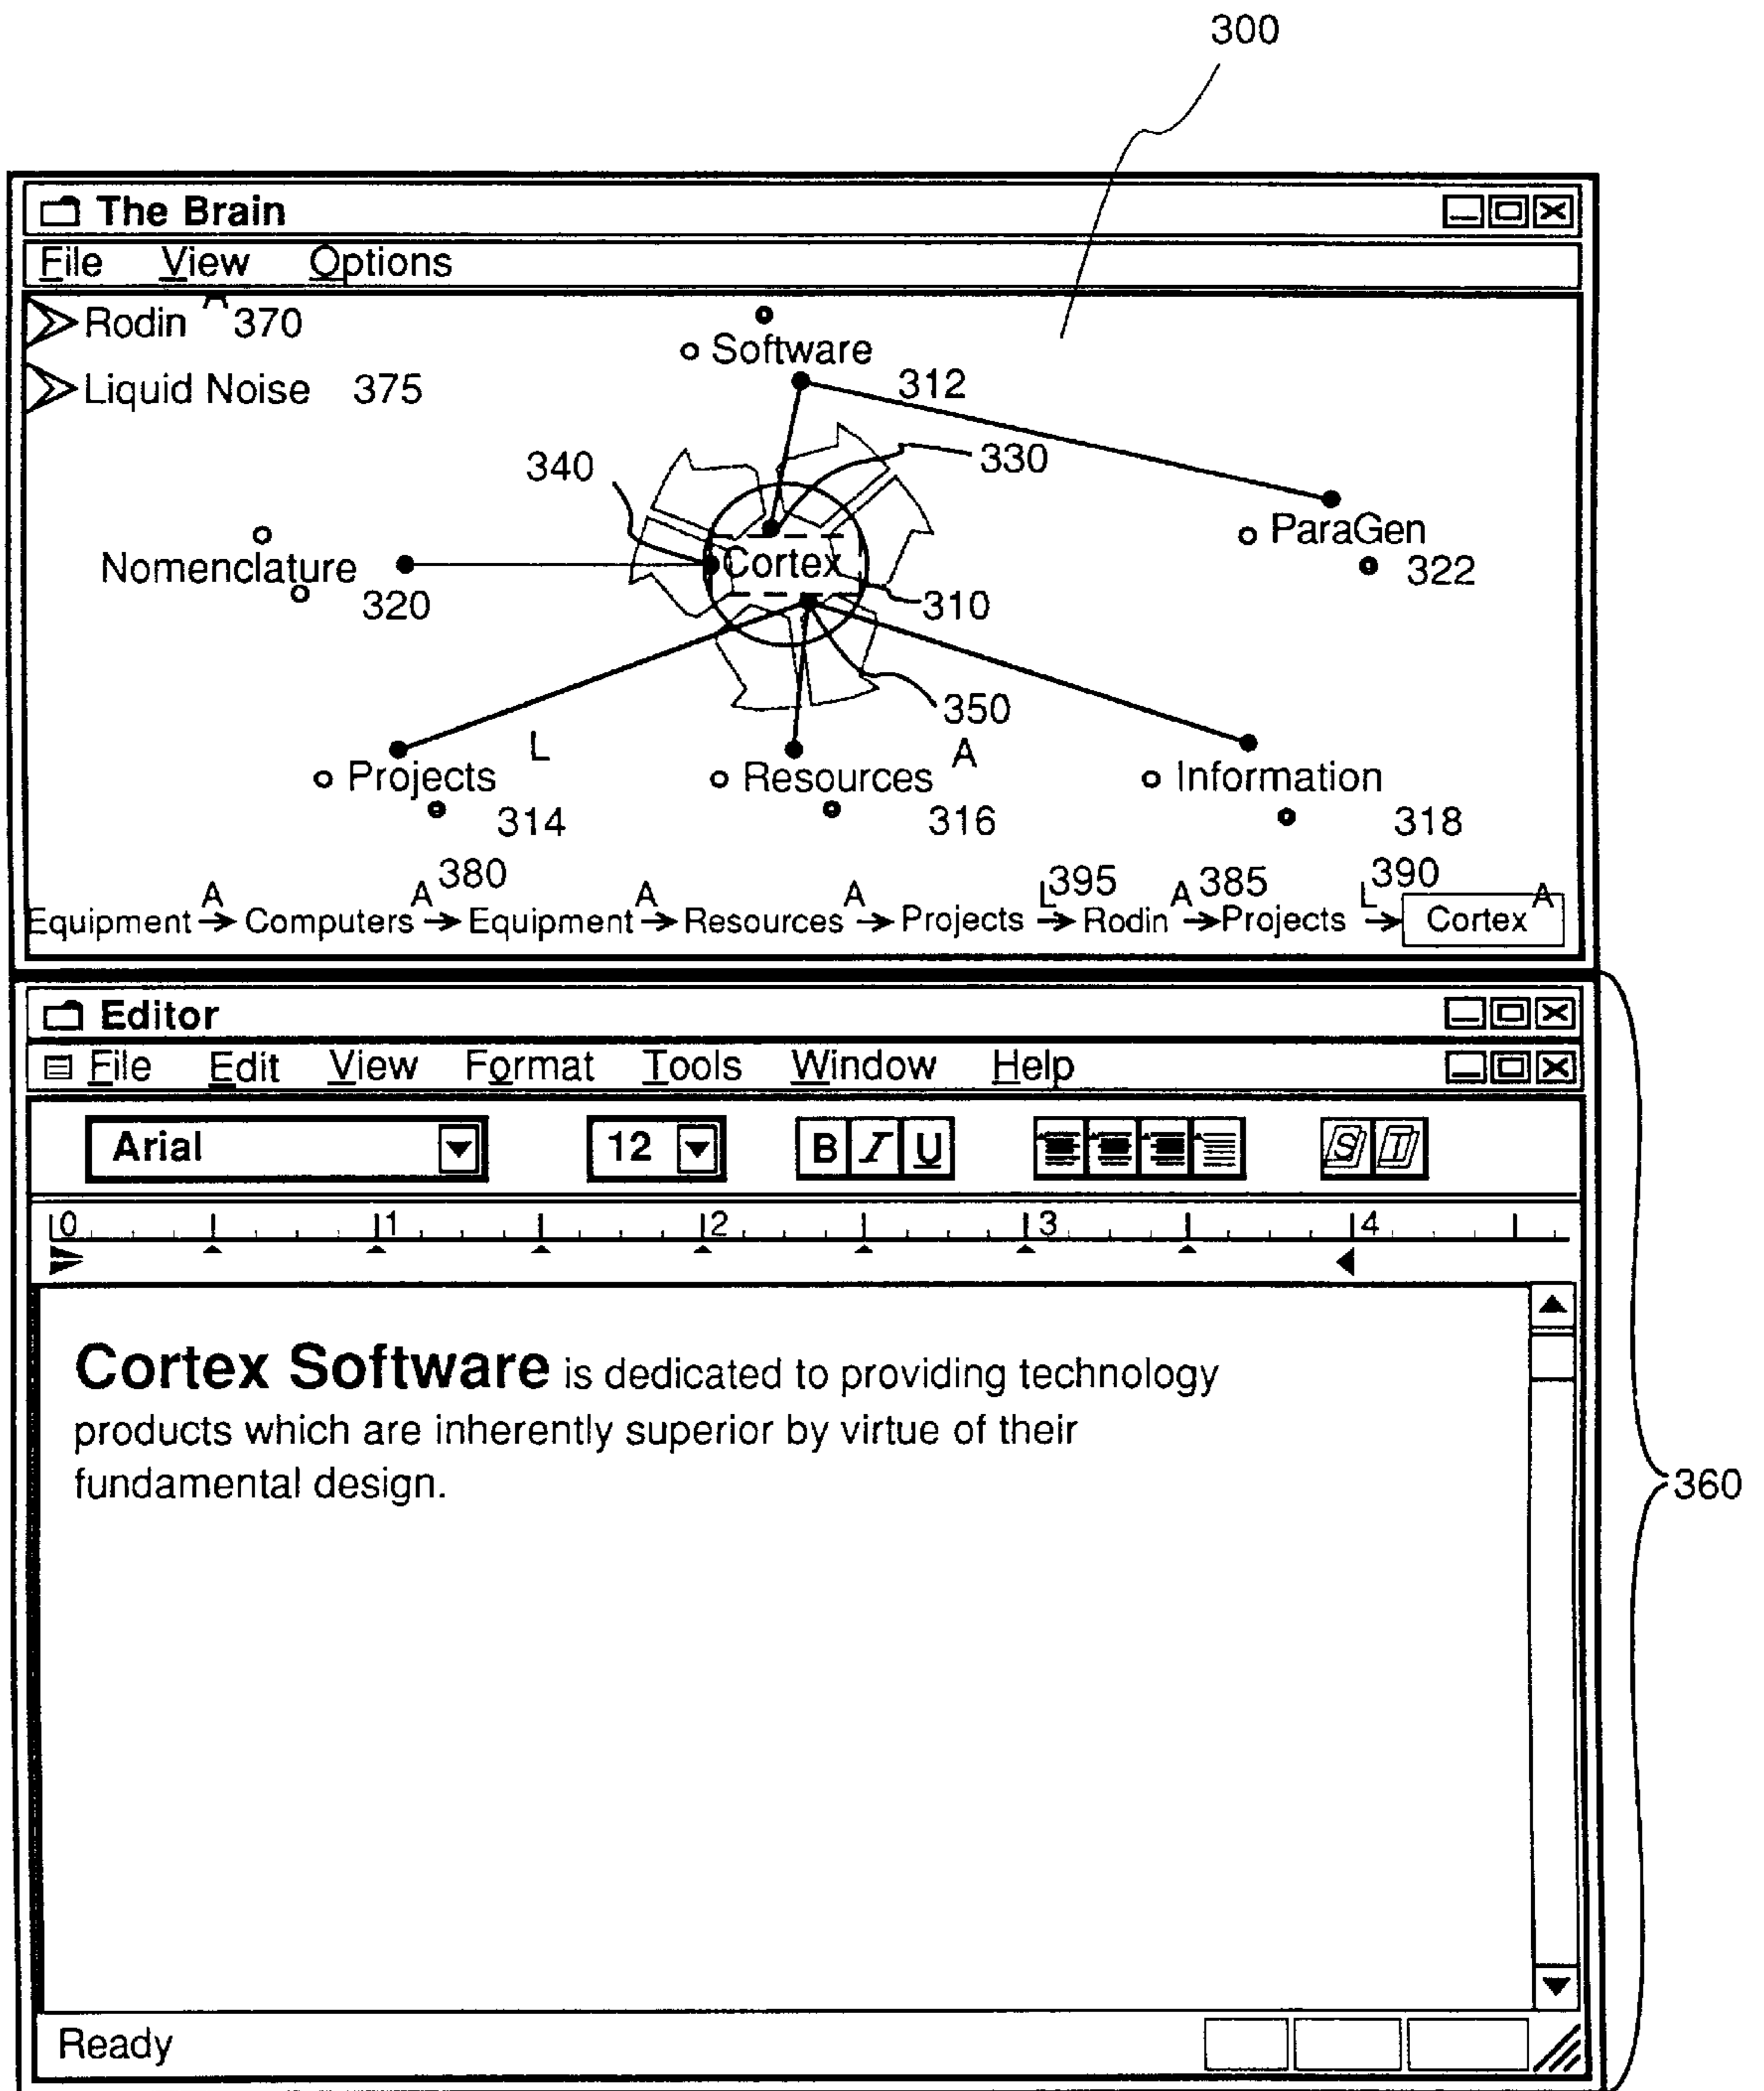 300
The Brain
File View Options
Rodin 370
Software
Liquid Noise 375
312
340
330
Cortex
ParaGen
Nomenclature
322
320
310
350
L
A
Projects
Resources
Information
314
316
318
A A 380 A A L 395 A 385 L 390 A
Equipment → Computers → Equipment → Resources → Projects → Rodin → Projects → Cortex
Editor
File Edit View Format Tools Window Help
Arial 12 B I U S T
0 1 2 3 4
Cortex Software is dedicated to providing technology
products which are inherently superior by virtue of their
fundamental design.
360
Ready